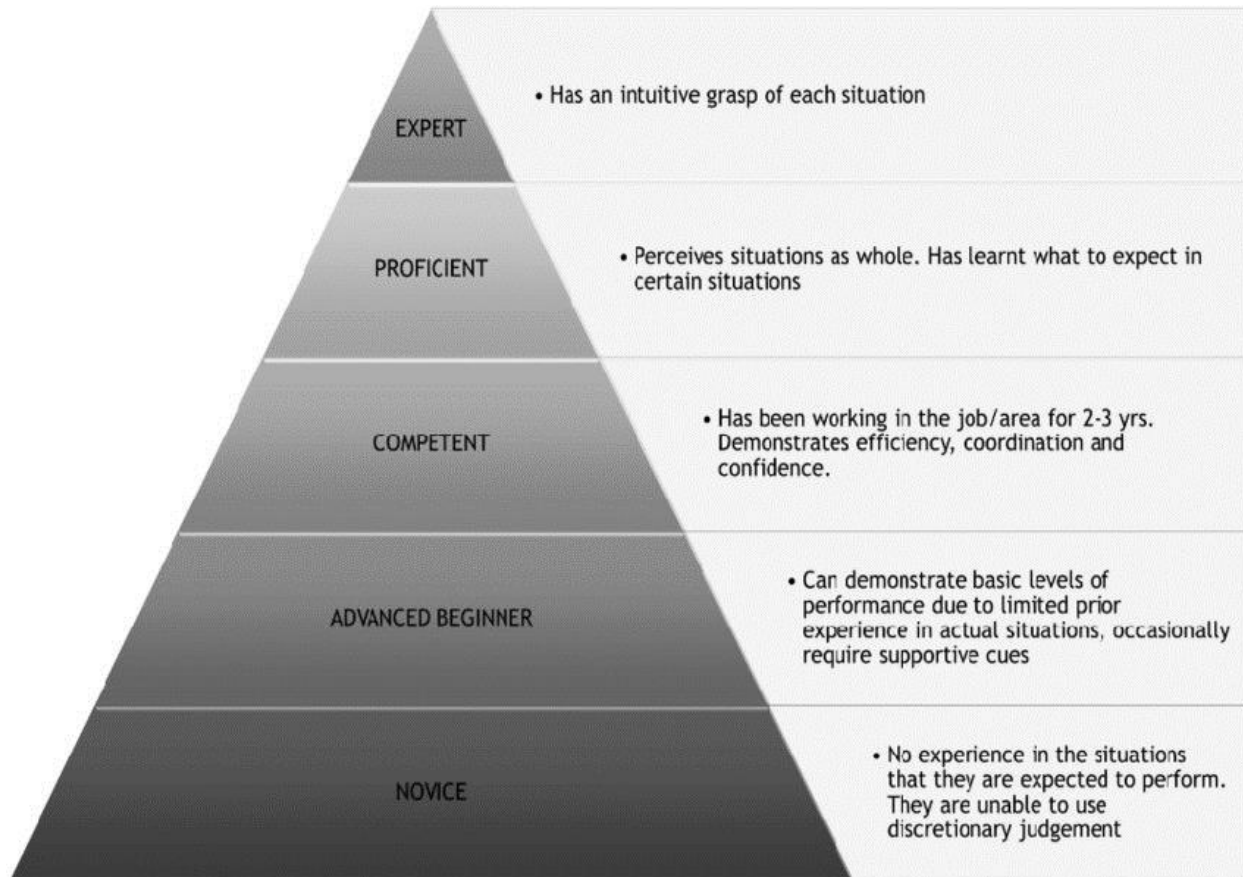 • Has an intuitive grasp of each situation
EXPERT
• Perceives situations as whole. Has learnt what to expect in
certain situations
PROFICIENT
• Has been working in the job/area for 2-3 yrs.
Demonstrates efficiency, coordination and
confidence.
COMPETENT
• Can demonstrate basic levels of
performance due to limited prior
experience in actual situations, occasionally
require supportive cues
ADVANCED BEGINNER
• No experience in the situations
that they are expected to perform.
They are unable to use
discretionary judgement
NOVICE